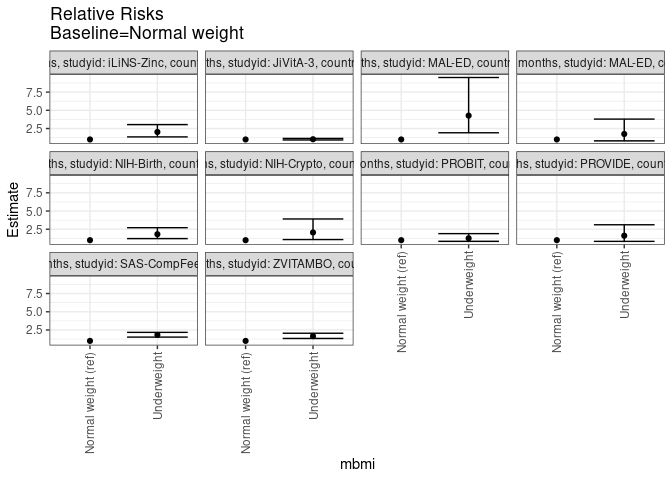 Relative Risks
Baseline=Normal weight
hs, studyid: iLiNS-Zinc, coun
ths, studyid: JiVitA-3, countr
ths, studyid: MAL-ED, countr
months, studyid: MAL-ED, c
7.5
5.0
2.5
ths, studyid: NIH-Birth, count
s, studyid: NIH-Crypto, coun
onths, studyid: PROBIT, coun
hs, studyid: PROVIDE, coun
7.5
5.0
2.5
nths, studyid: SAS-CompFee
ths, studyid: ZVITAMBO, cou
7.5
5.0
2.5
Estimate
Normal weight (ref)
Underweight
Normal weight (ref)
Underweight
Normal weight (ref)
Underweight
Normal weight (ref)
Underweight
mbmi